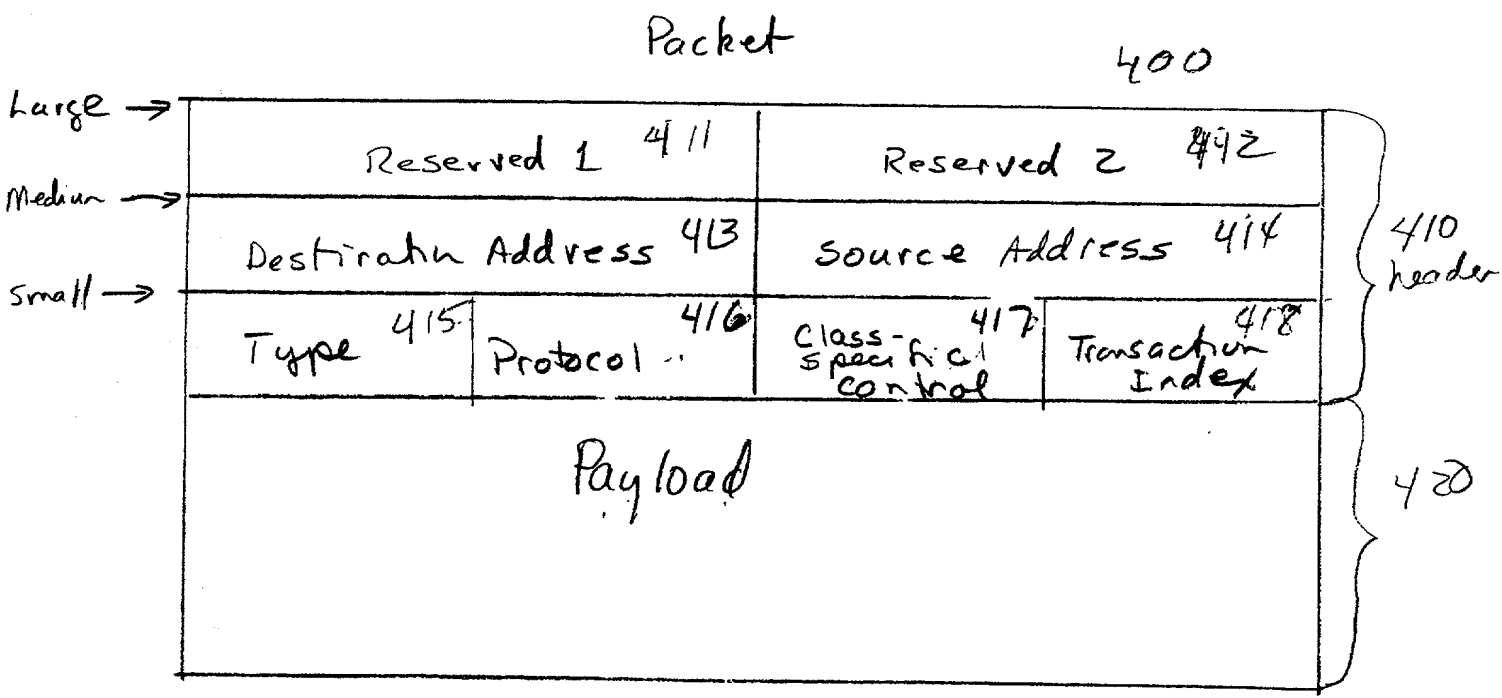 Packet
400
Large →
Reserved 1 411
Reserved 2 412
Medium →
Destination Address 413
Source Address 414
410
header
Small →
Type 415
Protocol 416
Class-
specific
control
417
Transaction
Index
418
Payload
420